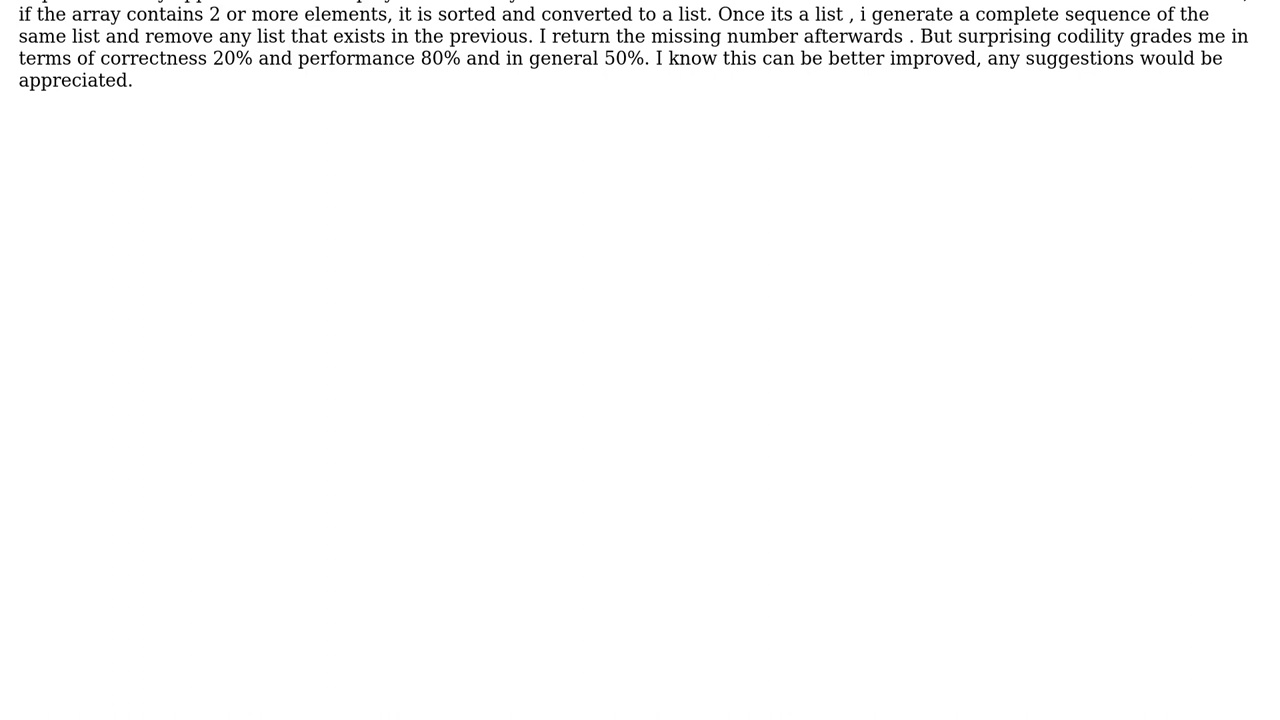 if the array contains 2 or more elements, it is sorted and converted to a list. Once its a list , i generate a complete sequence of the
same list and remove any list that exists in the previous. I return the missing number afterwards . But surprising codility grades me in
terms of correctness 20% and performance 80% and in general 50%. I know this can be better improved, any suggestions would be
appreciated.